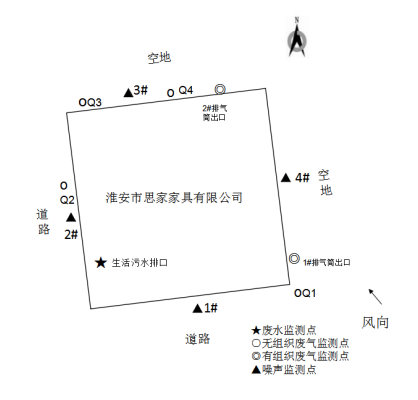 N
空地
3#
Q4
OQ3
2#排气
筒出口
4#
空
地
Q2
淮安市思家家具有限公司
道
路
2#
生活污水排口
1#排气筒出口
OQ1
1#
道路
风向
★废水监测点
○无组织废气监测点
◎有组织废气监测点
▲噪声监测点